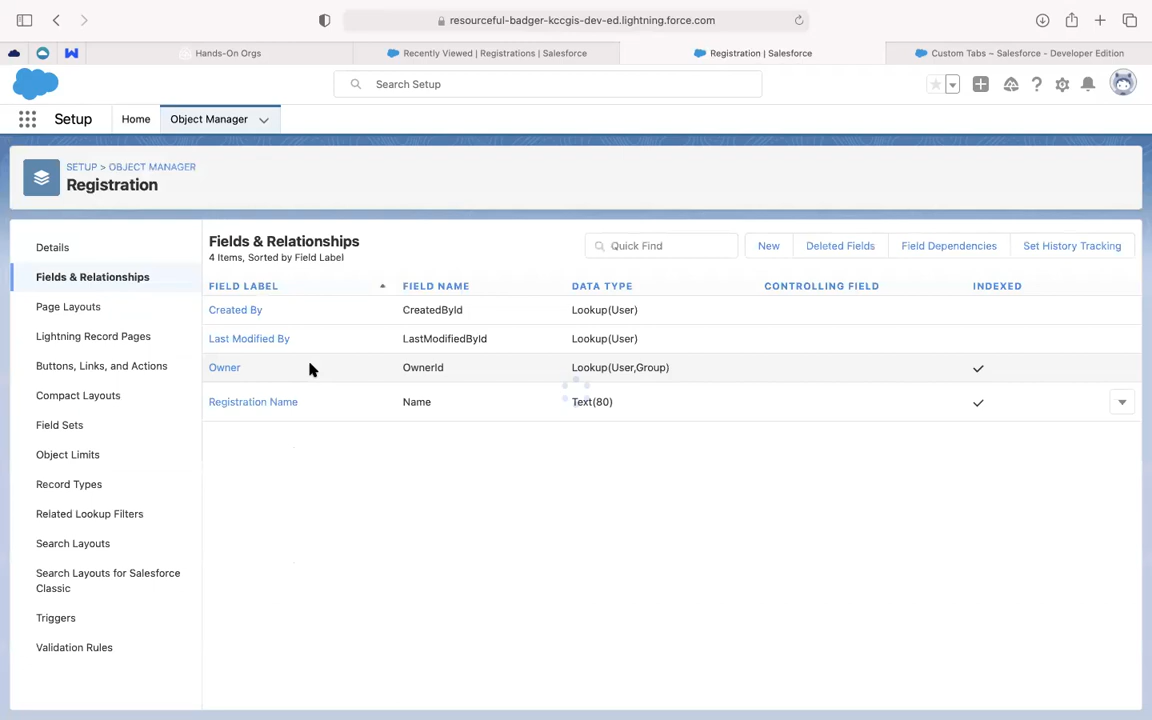 resourceful-badger-kccgis-dev-ed.lightning.force.com
Hands-On Orgs
Recently Viewed | Registrations | Salesforce
Registration | Salesforce
Custom Tabs ~ Salesforce - Developer Edition
Search Setup
Setup
Home
Object Manager
SETUP > OBJECT MANAGER
Registration
Details
Fields & Relationships
Page Layouts
Lightning Record Pages
Buttons, Links, and Actions
Compact Layouts
Field Sets
Object Limits
Record Types
Related Lookup Filters
Search Layouts
Search Layouts for Salesforce
Classic
Triggers
Validation Rules
Fields & Relationships
4 Items, Sorted by Field Label
Quick Find
New
Deleted Fields
Field Dependencies
Set History Tracking
FIELD LABEL FIELD NAME DATA TYPE CONTROLLING FIELD INDEXED
Created By CreatedById Lookup(User)
Last Modified By LastModifiedById Lookup(User)
Owner OwnerId Lookup(User,Group)
Registration Name Name Text(80)